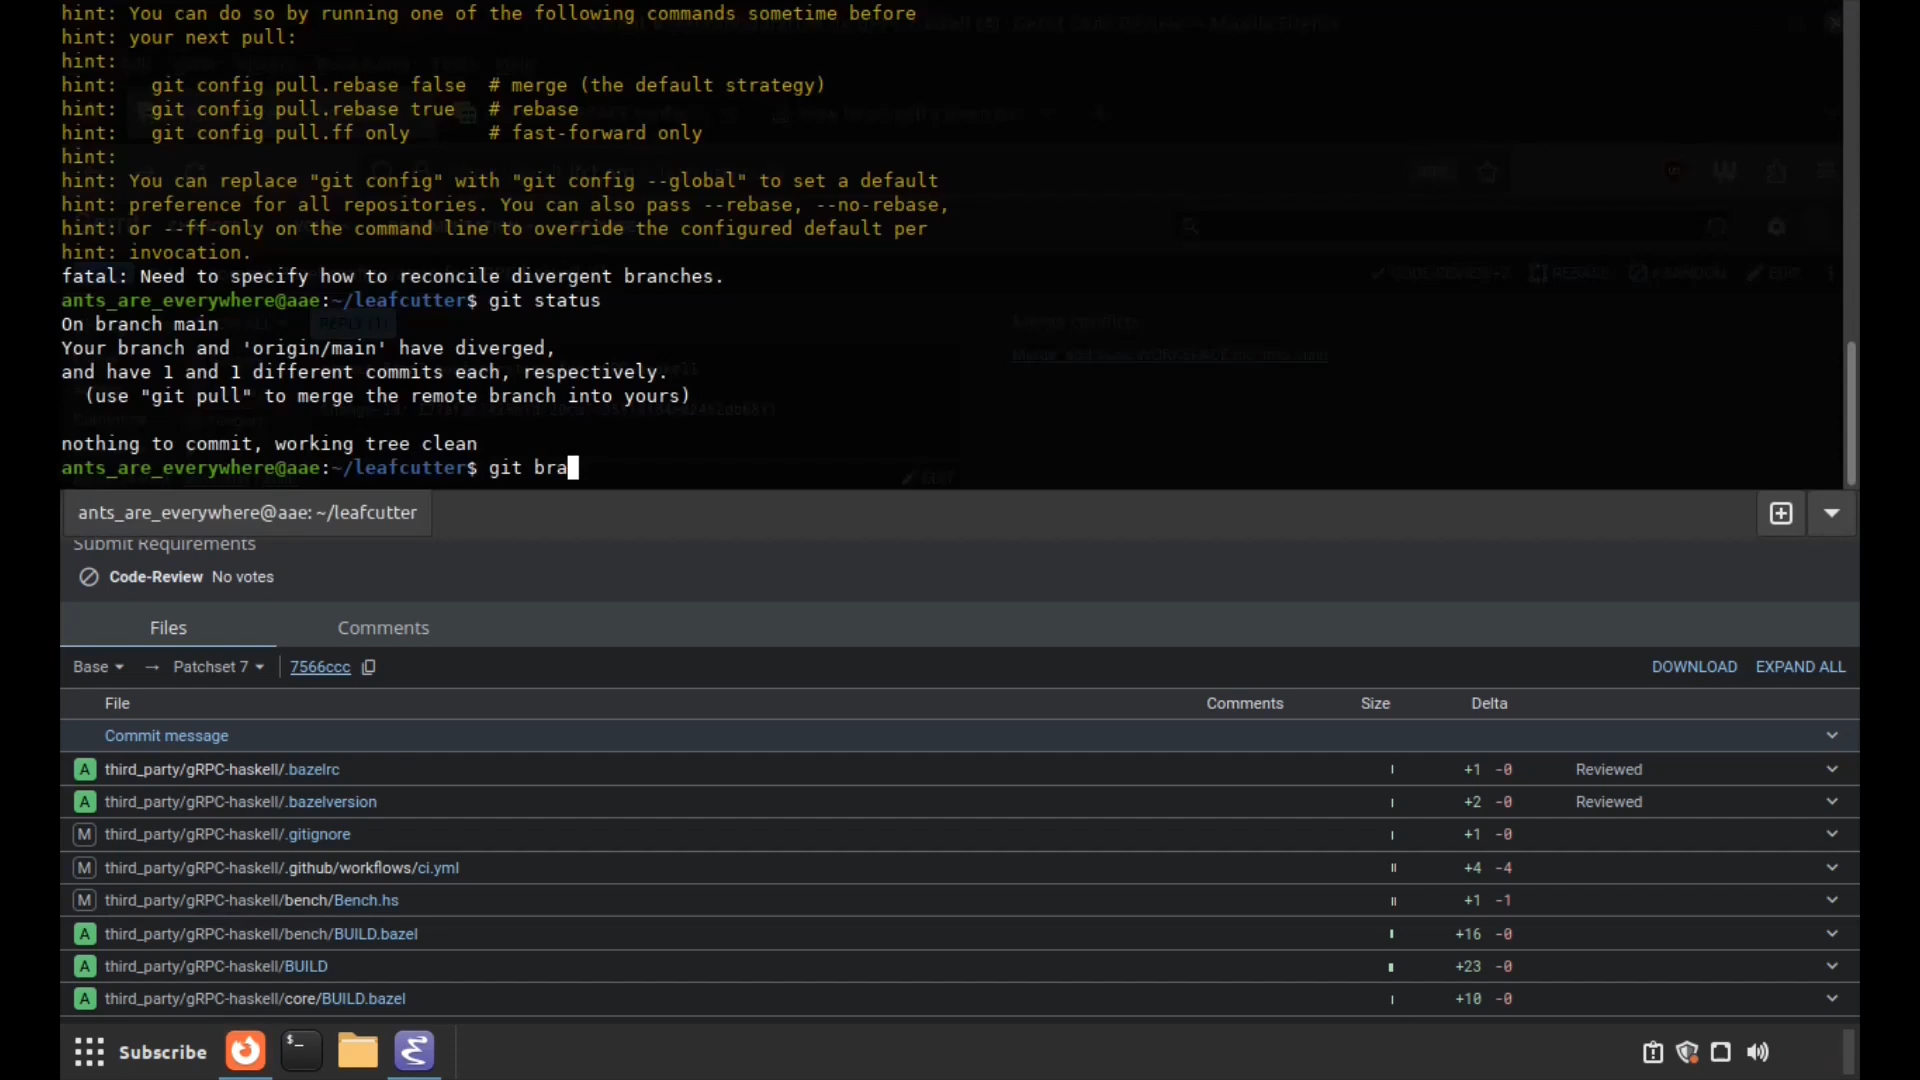 hint: You can do so by running one of the following commands sometime before
hint: your next pull:
hint:
hint:   git config pull.rebase false  # merge (the default strategy)
hint:   git config pull.rebase true   # rebase
hint:   git config pull.ff only       # fast-forward only
hint:
hint: You can replace "git config" with "git config --global" to set a default
hint: preference for all repositories. You can also pass --rebase, --no-rebase,
hint: or --ff-only on the command line to override the configured default per
hint: invocation.
fatal: Need to specify how to reconcile divergent branches.
ants_are_everywhere@aae:~/leafcutter$ git status
On branch main
Your branch and 'origin/main' have diverged,
and have 1 and 1 different commits each, respectively.
  (use "git pull" to merge the remote branch into yours)
nothing to commit, working tree clean
ants_are_everywhere@aae:~/leafcutter$ git bra
ants_are_everywhere@aae: ~/leafcutter
Submit Requirements
Code-Review No votes
Files Comments
Base → Patchset 7 7566ccc DOWNLOAD EXPAND ALL
File Comments Size Delta
Commit message
A third_party/gRPC-haskell/.bazelrc +1 -0 Reviewed
A third_party/gRPC-haskell/.bazelversion +2 -0 Reviewed
M third_party/gRPC-haskell/.gitignore +1 -0
M third_party/gRPC-haskell/.github/workflows/ci.yml +4 -4
M third_party/gRPC-haskell/bench/Bench.hs +1 -1
A third_party/gRPC-haskell/bench/BUILD.bazel +16 -0
A third_party/gRPC-haskell/BUILD +23 -0
A third_party/gRPC-haskell/core/BUILD.bazel +10 -0
Subscribe $_